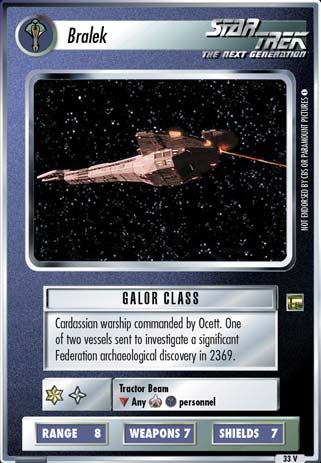 Bralek
STAR TREK
THE NEXT GENERATION
NOT ENDORSED BY CBS OR PARAMOUNT PICTURES
GALOR CLASS
Cardassian warship commanded by Ocett. One
of two vessels sent to investigate a significant
Federation archaeological discovery in 2369.
Tractor Beam
Any personnel
RANGE 8
WEAPONS 7
SHIELDS 7
33 V